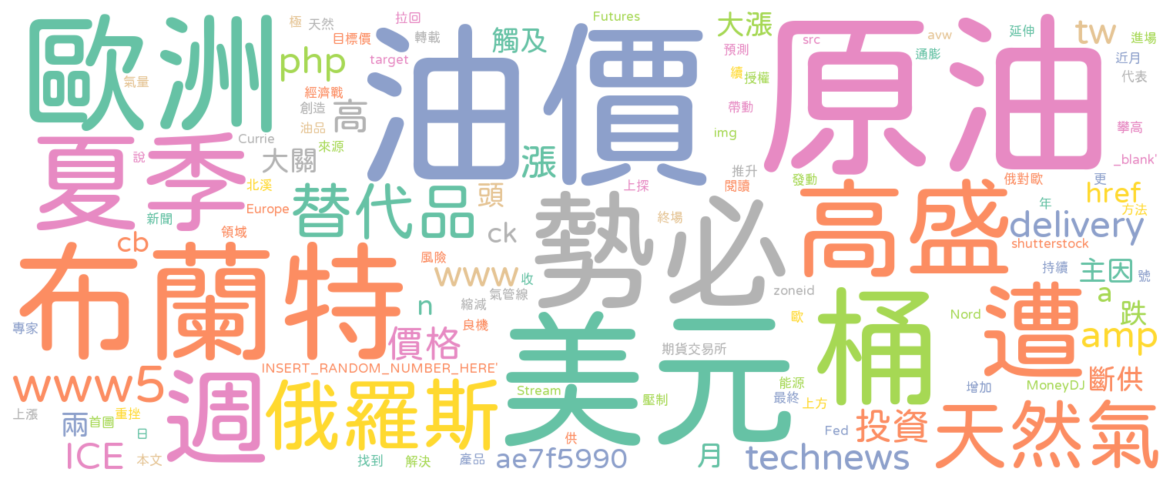 歐洲
極
天然
拉回
油價
Futures
大漲
原油
src
avw
tw
延伸
進場
氣量
php
目標價
轉載
target
觸及
預測
通膨
近月
代表
經濟戰
創造
油品
高
續
授權
帶動
img
攀高
夏季
說
Currie
來源
大關
漲
推升
閱讀
發動
_blank'
北溪
Europe
新聞
替代品
頭
上探
勢必
終場
高盛
俄對歐
更
href
年
方法
delivery
shutterstock
領域
cb
ck
布蘭特
風險
www
收
氣管線
縮減
良機
n
zoneid
持續
號
主因
a
跌
桶
遭
amp
專家
價格
美元
歐
Nord
期貨交易所
INSERT_RANDOM_NUMBER_HERE'
www5
週
俄羅斯
Stream
壓制
能源
最終
上方
增加
MoneyDJ
斷供
上漲
兩
首圖
重挫
日
ICE
本文
找到
解決
產品
ae7f5990
供
月
technews
Fed
投資
天然氣